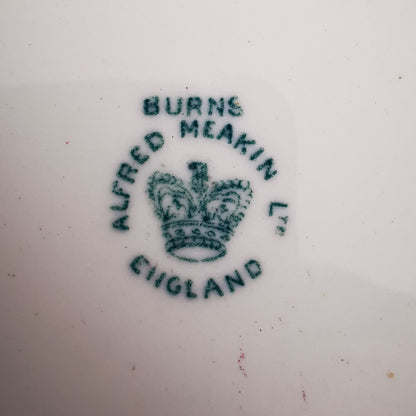 BURNS
ALFRED MEAKIN LTD
ENGLAND